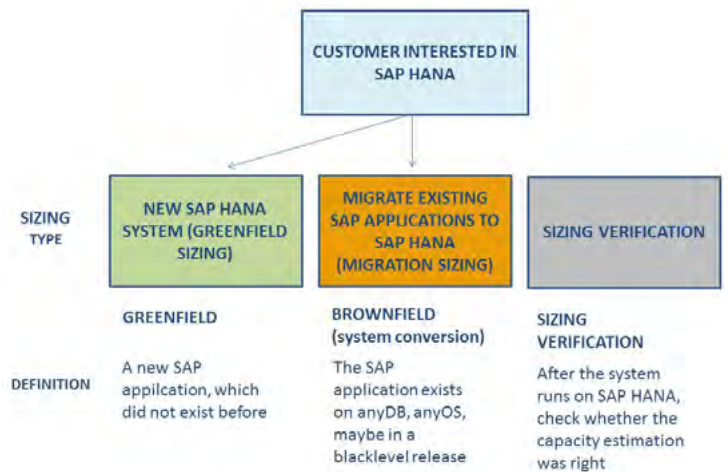 CUSTOMER INTERESTED IN
SAP HANA
SIZING
TYPE
NEW SAP HANA
SYSTEM (GREENFIELD
SIZING)
MIGRATE EXISTING
SAP APPLICATIONS TO
SAP HANA
(MIGRATION SIZING)
SIZING VERIFICATION
DEFINITION
GREENFIELD
A new SAP
appilcation, which
did not exist before
BROWNFIELD
(system conversion)
The SAP
application exists
on anyDB, anyOS,
maybe in a
blacklevel release
SIZING
VERIFICATION
After the system
runs on SAP HANA,
check whether the
capacity estimation
was right